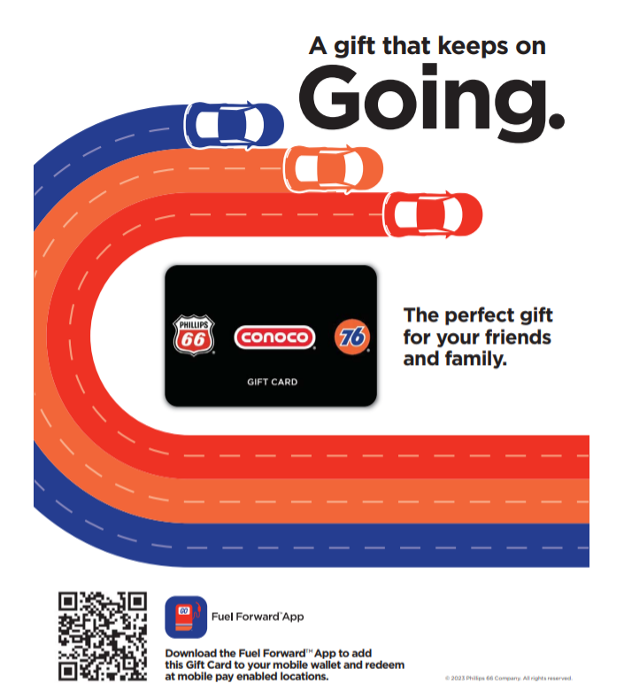 A gift that keeps on
Going.
PHILLIPS
66
conoco
76
GIFT CARD
The perfect gift
for your friends
and family.
GO
Fuel Forward™App
Download the Fuel Forward™ App to add
this Gift Card to your mobile wallet and redeem
at mobile pay enabled locations.
© 2023 Phillips 66 Company. All rights reserved.